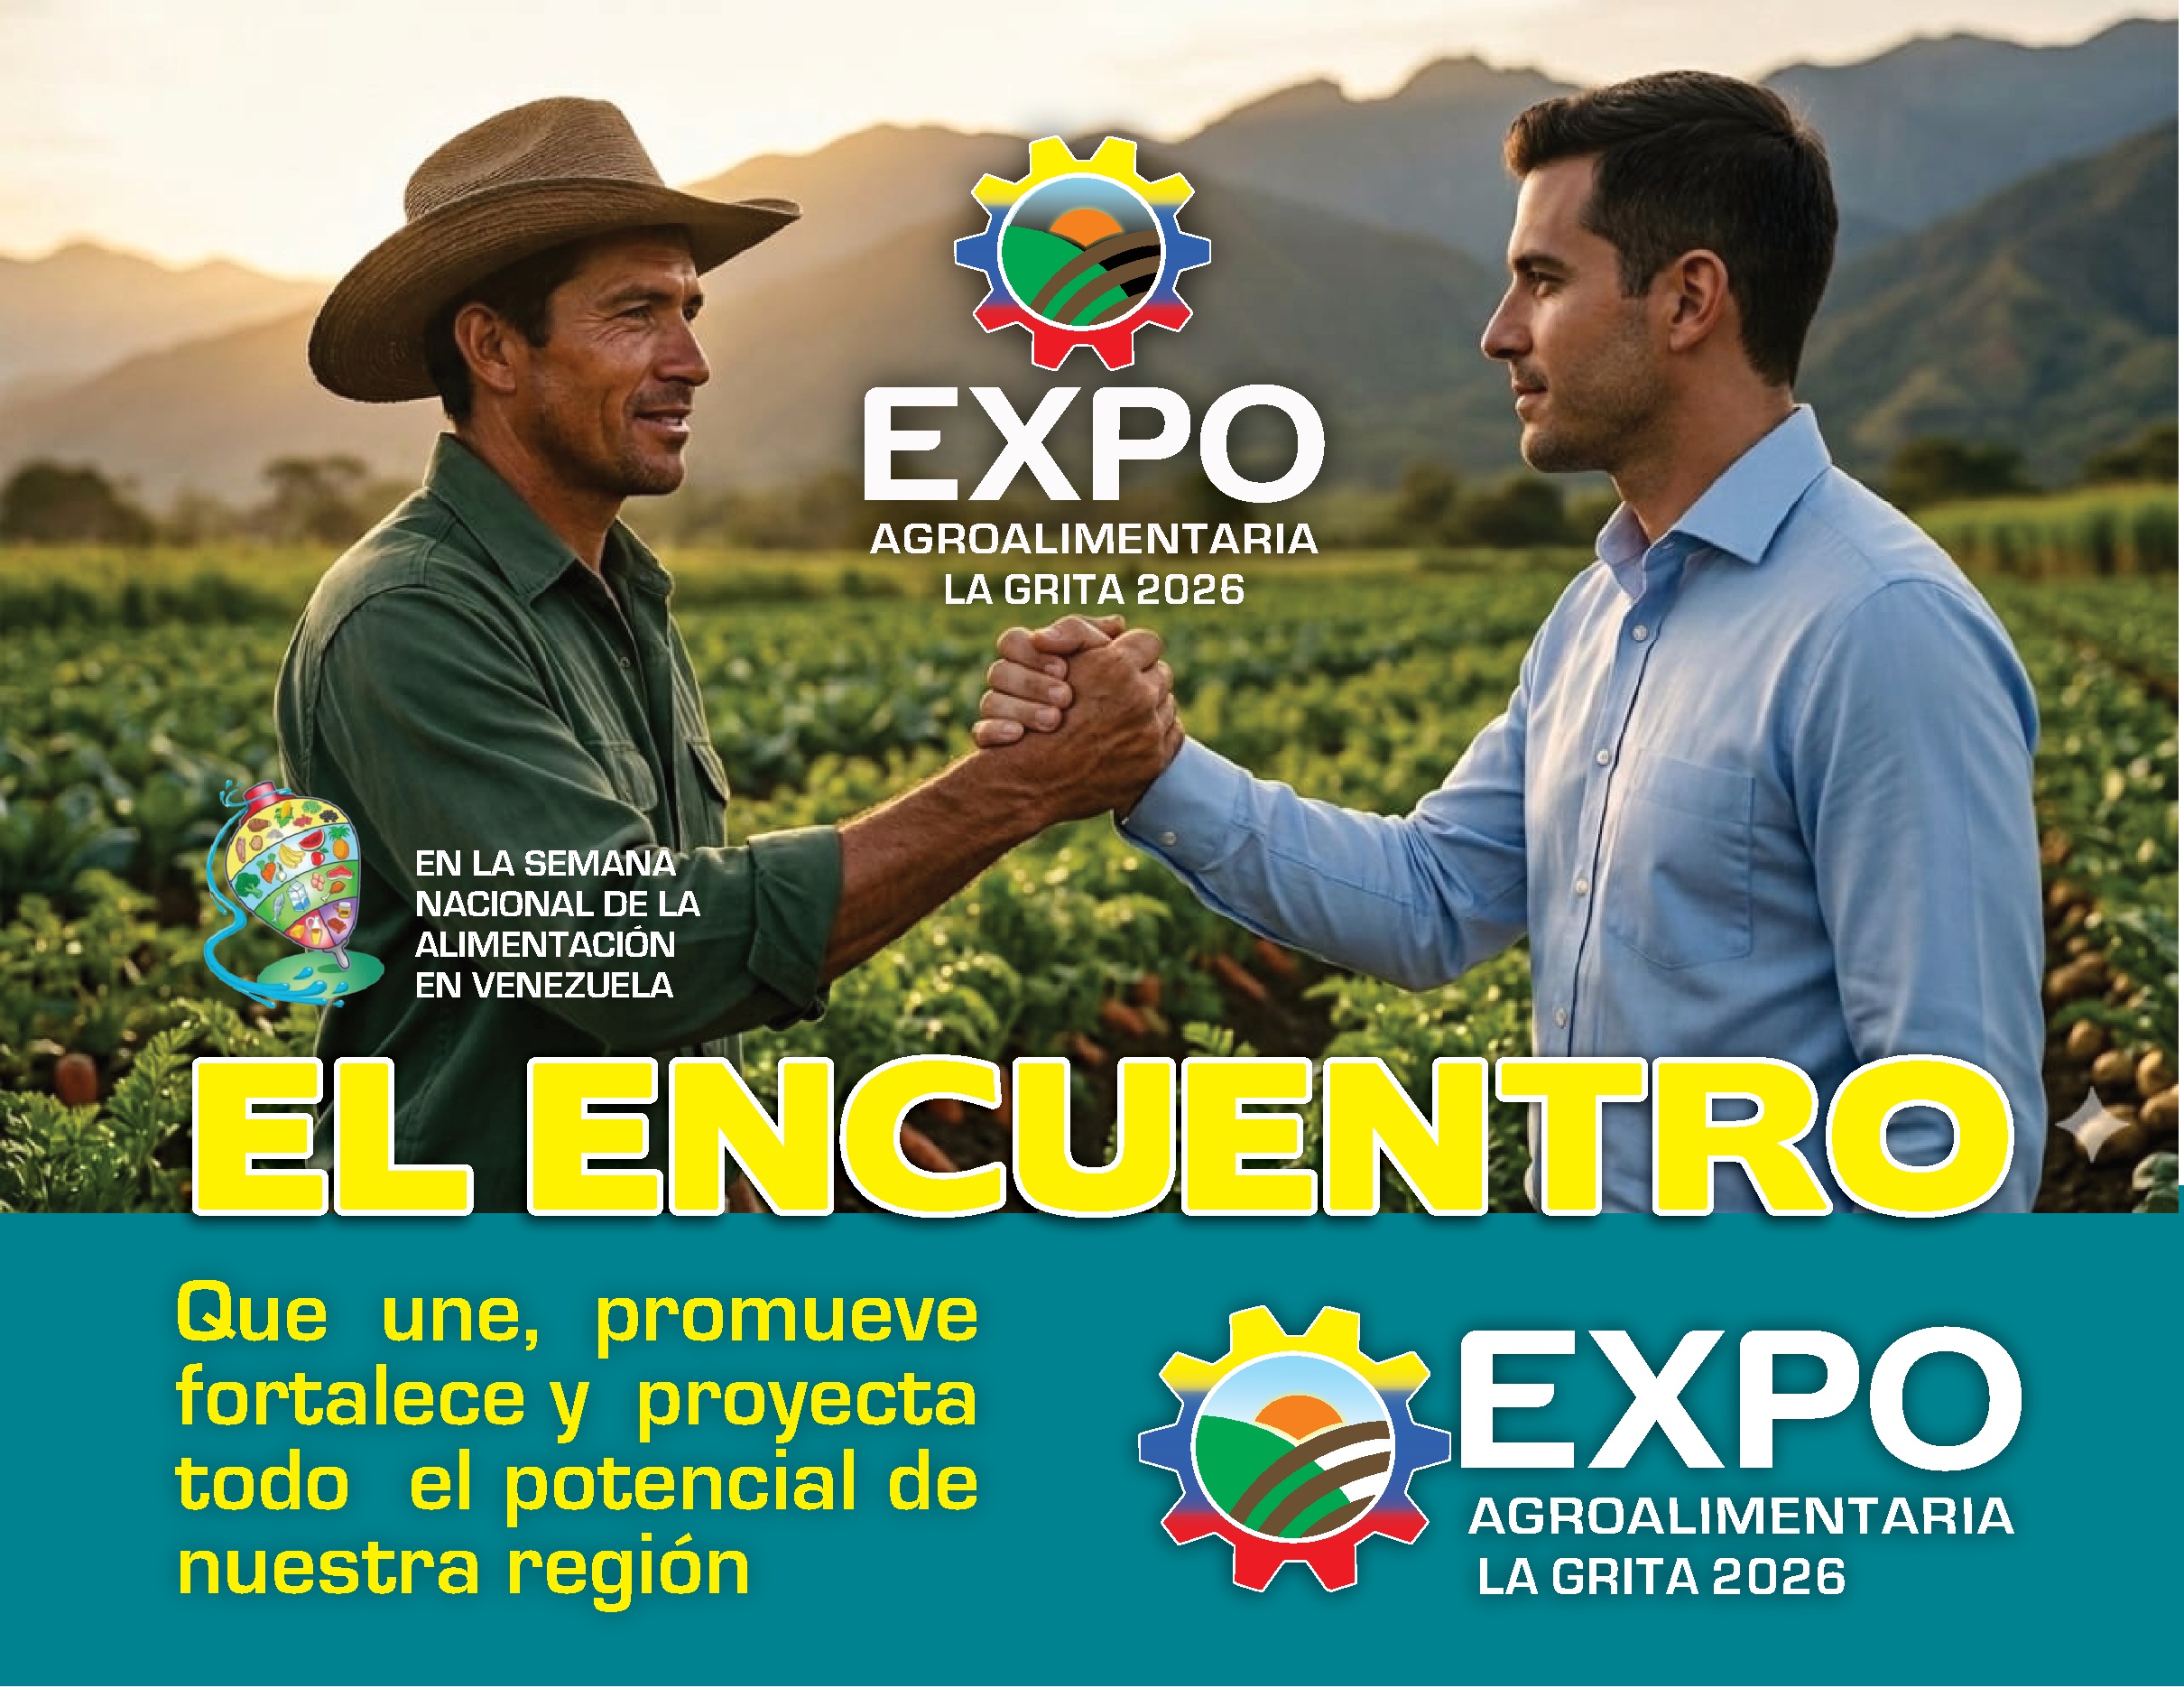 EXPO
AGROALIMENTARIA
LA GRITA 2026
EN LA SEMANA
NACIONAL DE LA
ALIMENTACIÓN
EN VENEZUELA
EL ENCUENTRO
Que une, promueve
fortalece y proyecta
todo el potencial de
nuestra región
EXPO
AGROALIMENTARIA
LA GRITA 2026